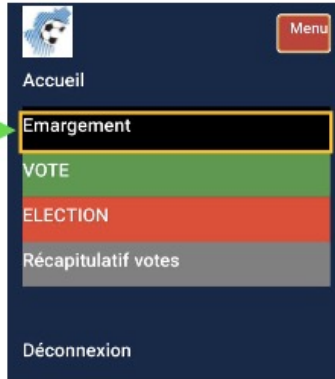 Menu
Accueil
Emargement
VOTE
ELECTION
Récapitulatif votes
Déconnexion